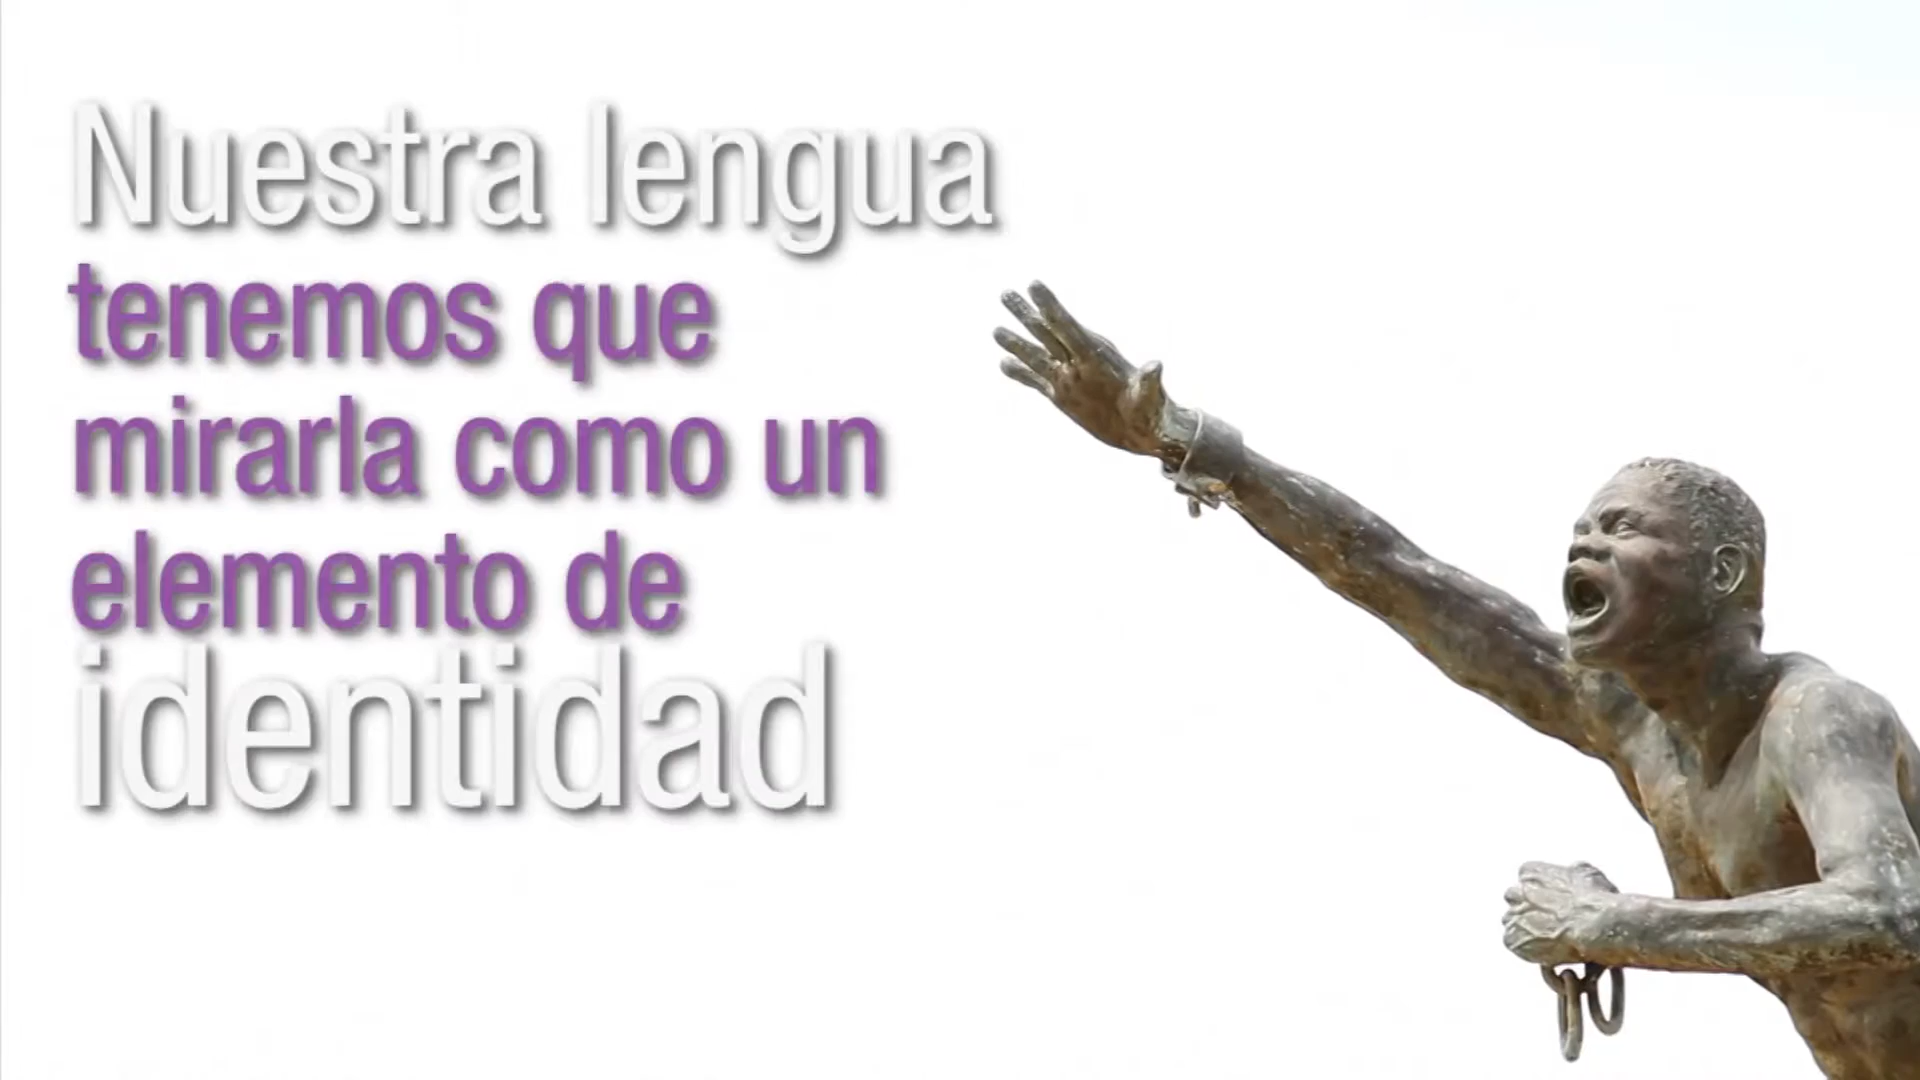 Nuestra lengua
tenemos que
mirarla como un
elemento de
identidad